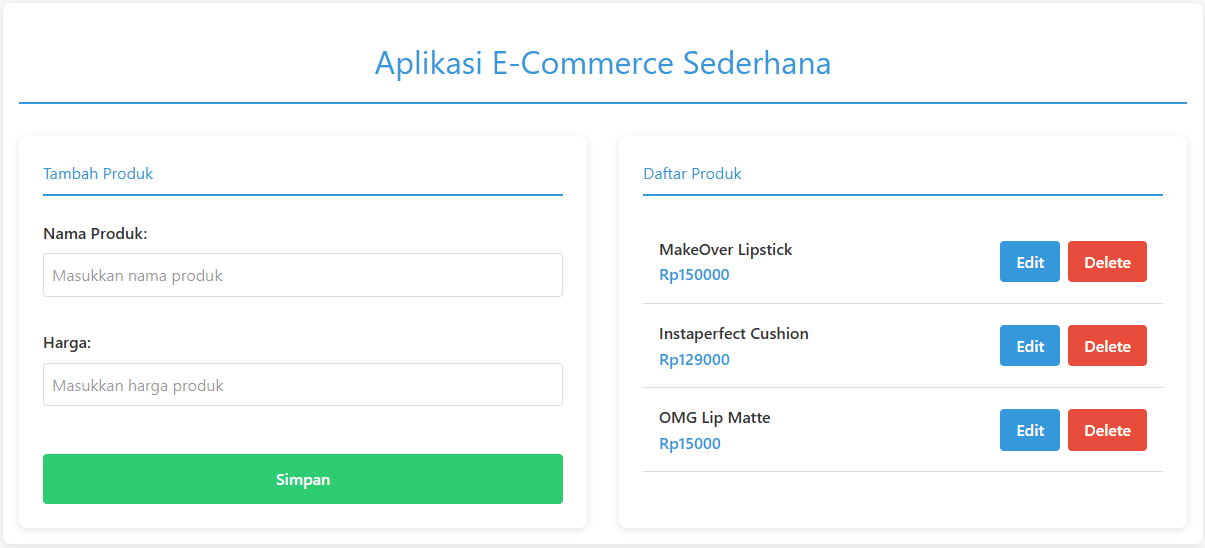 Aplikasi E-Commerce Sederhana
Tambah Produk
Nama Produk:
Masukkan nama produk
Harga:
Masukkan harga produk
Simpan
Daftar Produk
MakeOver Lipstick
Rp150000
Edit Delete
Instaperfect Cushion
Rp129000
Edit Delete
OMG Lip Matte
Rp15000
Edit Delete